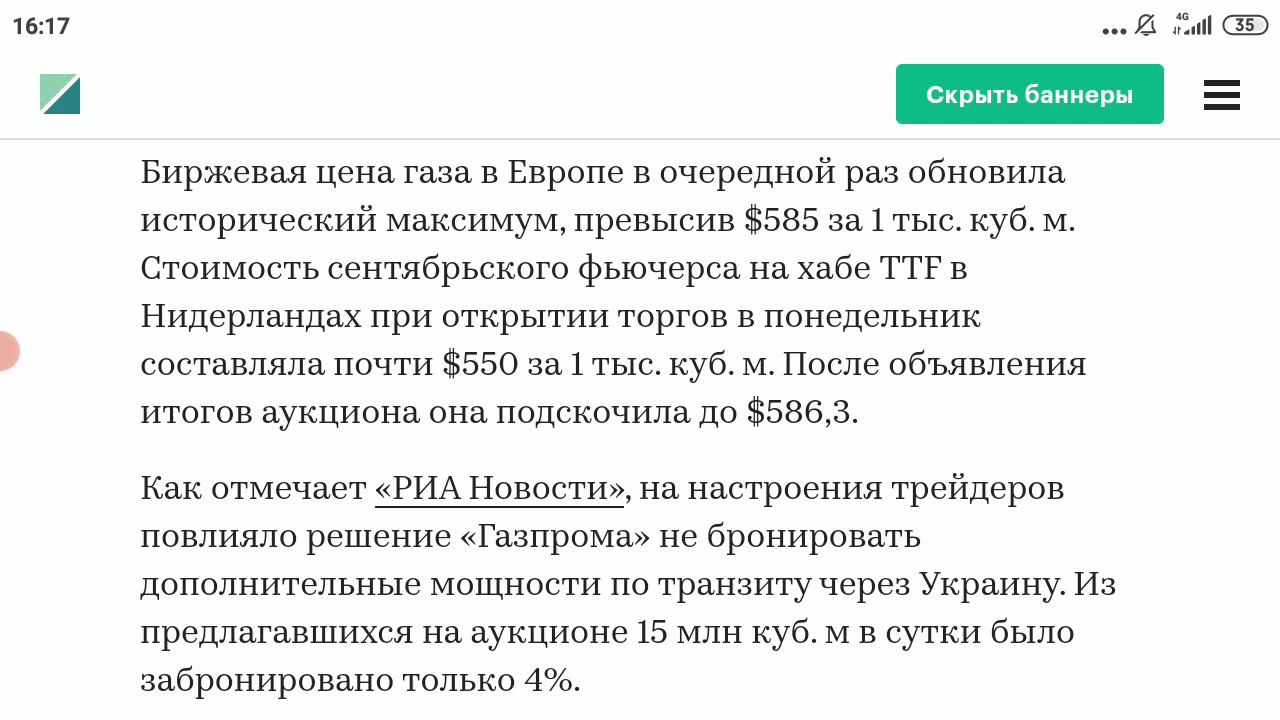 16:17
4G
35
Скрыть баннеры
Биржевая цена газа в Европе в очередной раз обновила
исторический максимум, превысив $585 за 1 тыс. куб. м.
Стоимость сентябрьского фьючерса на хабе TTF в
Нидерландах при открытии торгов в понедельник
составляла почти $550 за 1 тыс. куб. м. После объявления
итогов аукциона она подскочила до $586,3.
Как отмечает «РИА Новости», на настроения трейдеров
повлияло решение «Газпрома» не бронировать
дополнительные мощности по транзиту через Украину. Из
предлагавшихся на аукционе 15 млн куб. м в сутки было
забронировано только 4%.